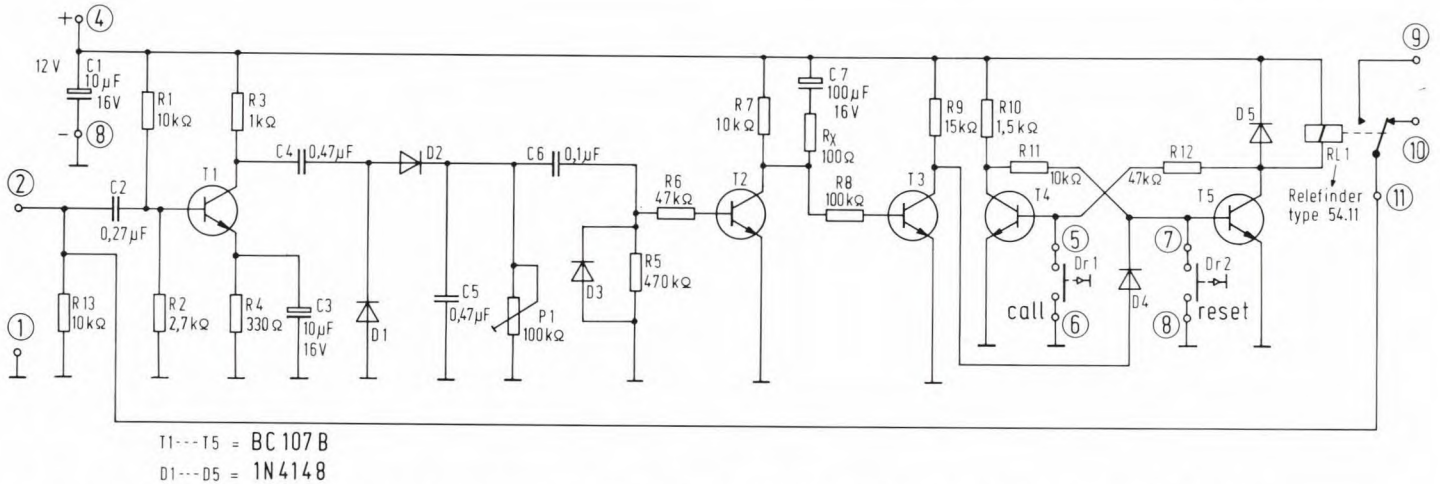 + 4
12 V
C1
10µF
16V
- 8
R1
10kΩ
R3
1kΩ
2
C2
0,27µF
T1
C4 0,47µF
D2
C6 0,1µF
R13
10kΩ
1
R2
2,7kΩ
R4
330Ω
C3
10µF
16V
D1
C5
0,47µF
P1
100kΩ
D3
R5
470kΩ
R6
47kΩ
R7
10kΩ
T2
C7
100µF
16V
RX
100Ω
R8
100kΩ
R9
15kΩ
T3
R10
1,5kΩ
R11
10kΩ
T4
R12
47kΩ
T5
D5
RL1
Relefinder
type 54.11
9
10
11
5
Dr1
call
6
D4
7
Dr2
reset
8
T1---T5 = BC107B
D1---D5 = 1N4148